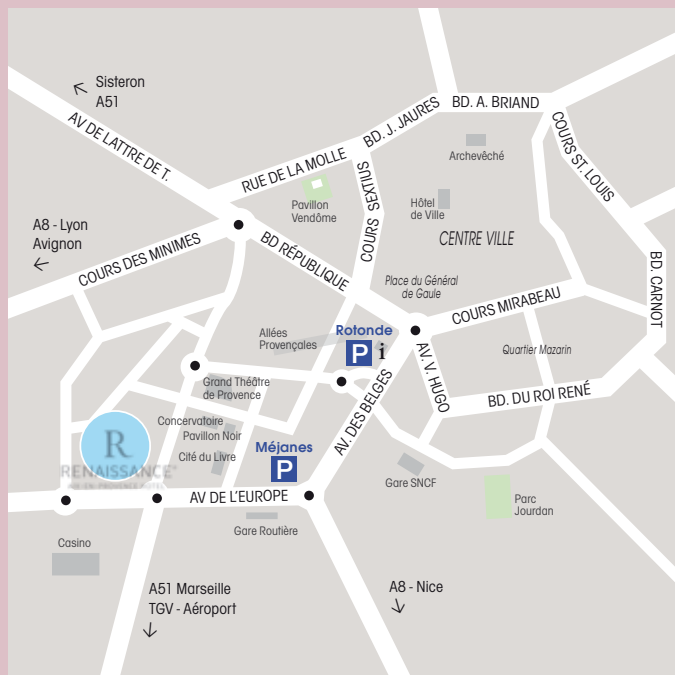 Sisteron
A51
AV DE LATTRE DE T.
RUE DE LA MOLLE
BD. J. JAURES
BD. A. BRIAND
COURS ST. LOUIS
Archevêché
COURS SEXTIUS
Pavillon
Vendôme
Hôtel
de Ville
CENTRE VILLE
A8 - Lyon
Avignon
COURS DES MINIMES
BD RÉPUBLIQUE
BD. CARNOT
Place du Général
de Gaule
COURS MIRABEAU
Allées
Provençales
Rotonde
P i
Quartier Mazarin
AV. V. HUGO
Grand Théâtre
de Provence
AV. DES BELGES
BD. DU ROI RENÉ
Concervatoire
Pavillon Noir
Cité du Livre
R
RENAISSANCE®
AIX-EN-PROVENCE HOTEL
Méjanes
P
Gare SNCF
AV DE L'EUROPE
Gare Routière
Parc
Jourdan
Casino
A51 Marseille
TGV - Aéroport
A8 - Nice